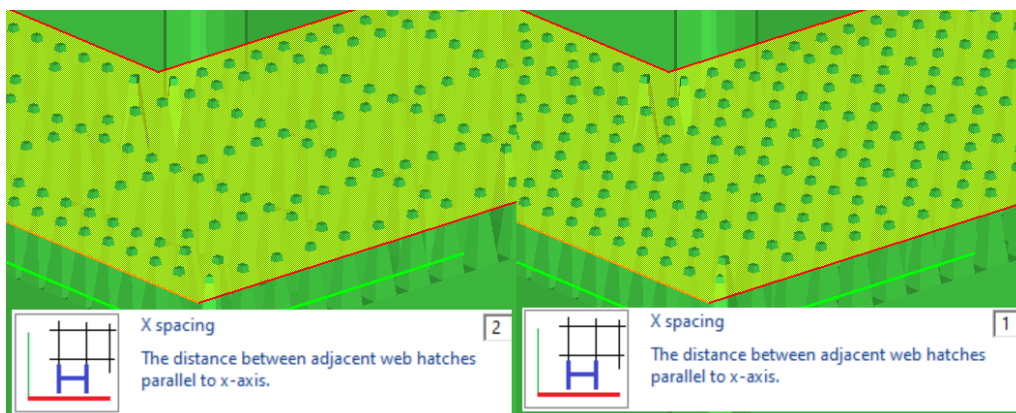 X spacing
2
The distance between adjacent web hatches
parallel to x-axis.
X spacing
1
The distance between adjacent web hatches
parallel to x-axis.